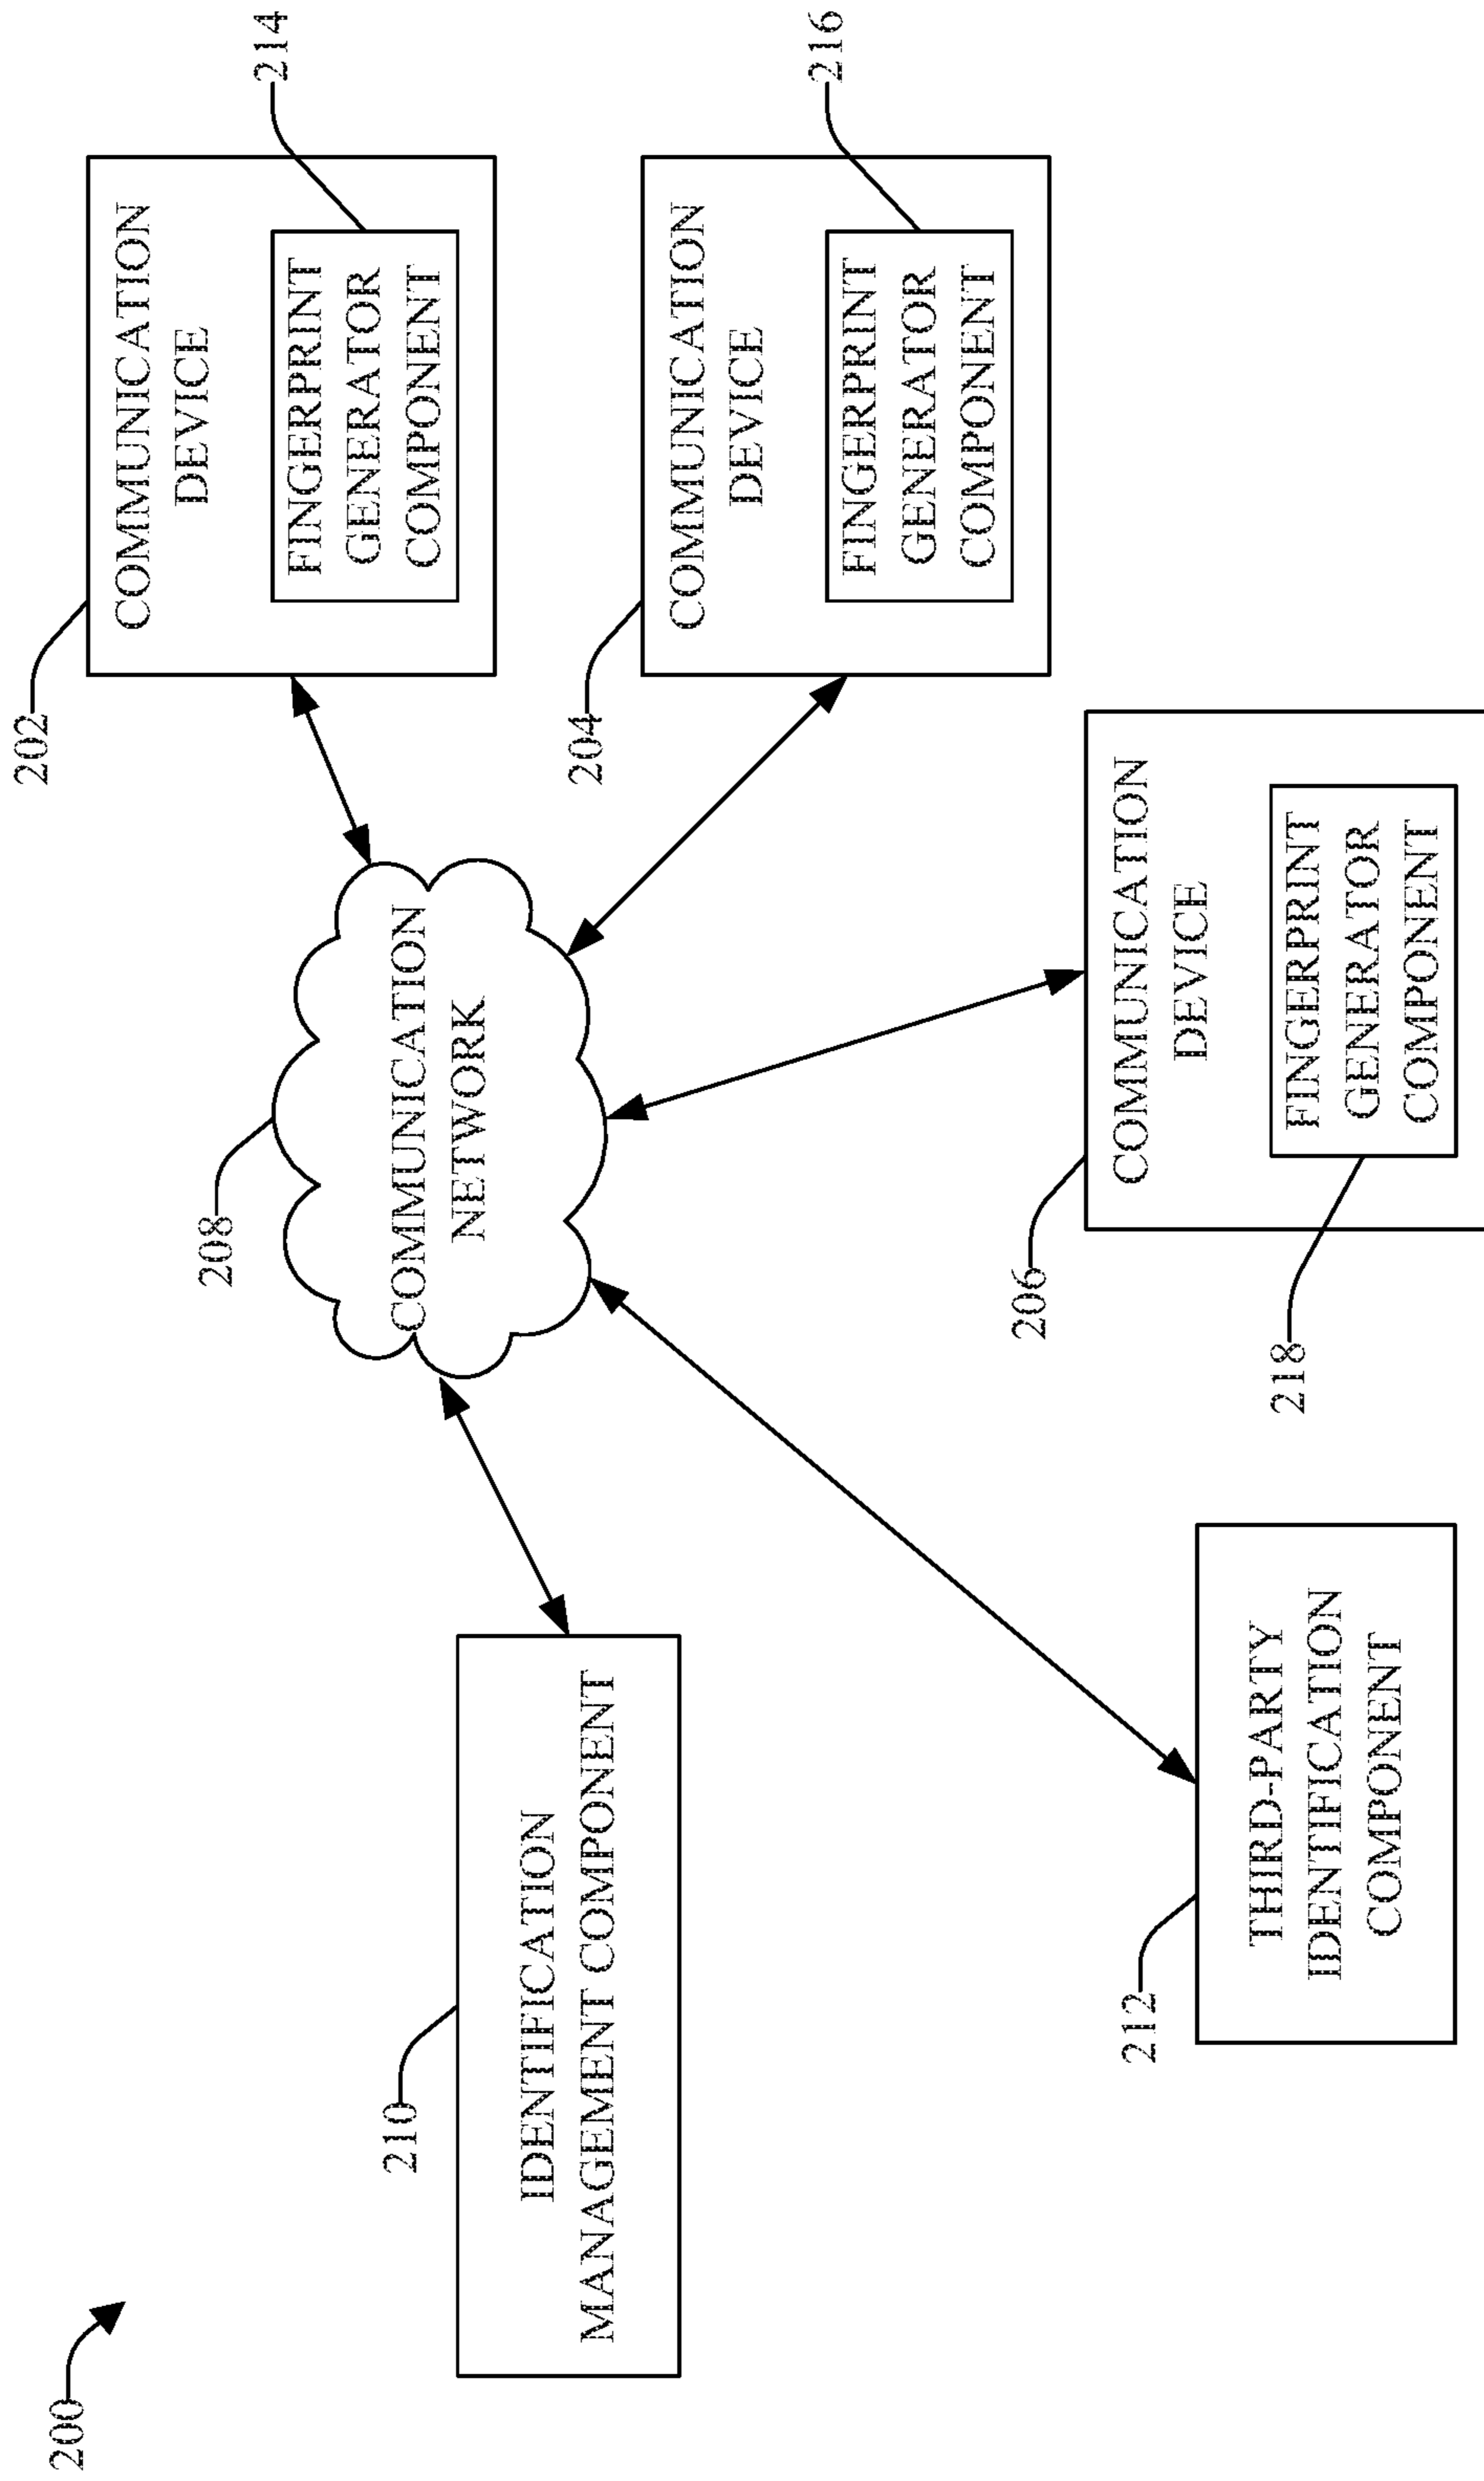 200
210
IDENTIFICATION
MANAGEMENT COMPONENT
208
COMMUNICATION
NETWORK
202
COMMUNICATION
DEVICE
FINGERPRINT
GENERATOR
COMPONENT
214
204
COMMUNICATION
DEVICE
FINGERPRINT
GENERATOR
COMPONENT
216
212
THIRD-PARTY
IDENTIFICATION
COMPONENT
206
COMMUNICATION
DEVICE
218
FINGERPRINT
GENERATOR
COMPONENT